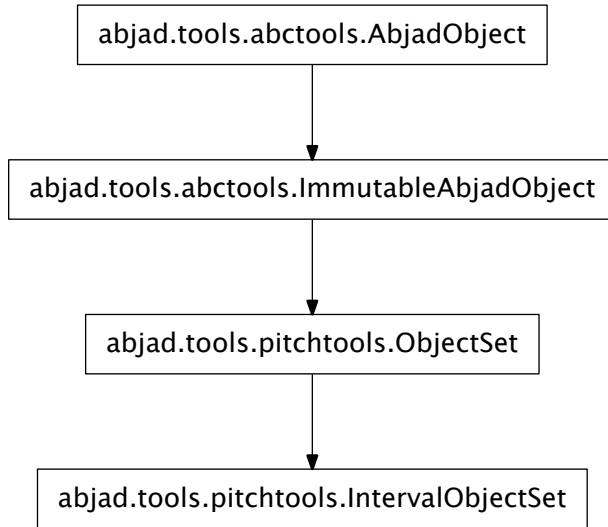 abjad.tools.abctools.AbjadObject
abjad.tools.abctools.ImmutableAbjadObject
abjad.tools.pitchtools.ObjectSet
abjad.tools.pitchtools.IntervalObjectSet